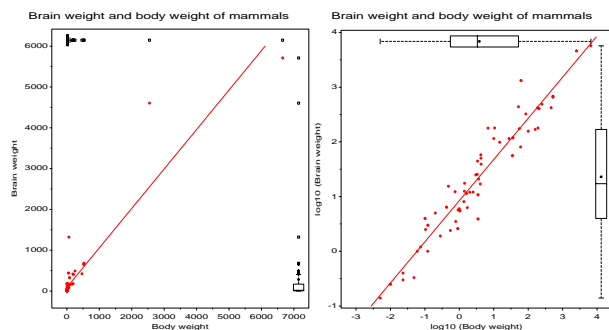 Brain weight and body weight of mammals
6000
5000
4000
3000
2000
1000
0
Brain weight
0 1000 2000 3000 4000 5000 6000 7000
Body weight
Brain weight and body weight of mammals
4
3
2
1
0
-1
log10 (Brain weight)
-3 -2 -1 0 1 2 3 4
log10 (Body weight)